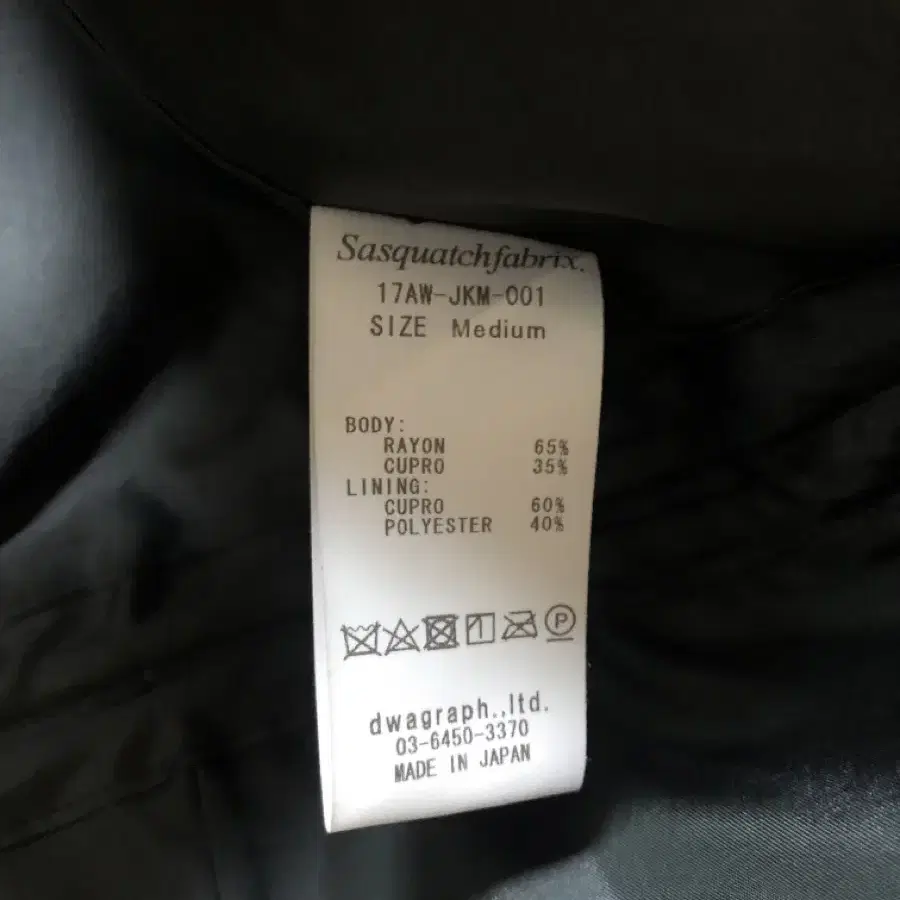 Sasquatchfabrix.
17AW-JKM-001
SIZE Medium
BODY:
RAYON 65%
CUPRO 35%
LINING:
CUPRO 60%
POLYESTER 40%
P
dwagraph.,ltd.
03-6450-3370
MADE IN JAPAN